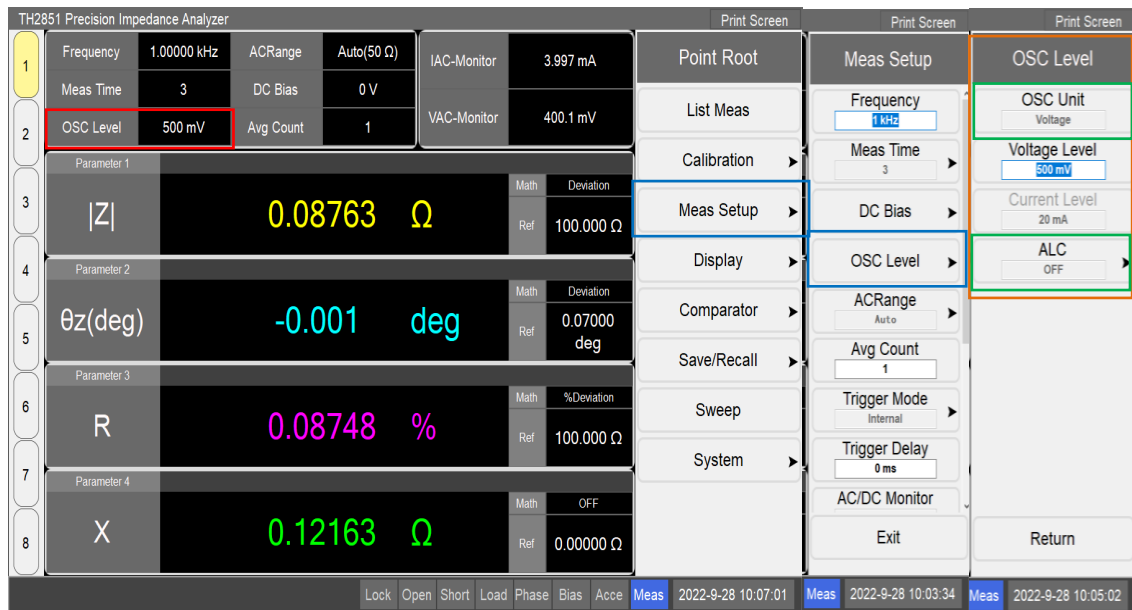 TH2851 Precision Impedance Analyzer
Print Screen
Print Screen
Print Screen
1
2
3
4
5
6
7
8
Frequency 1.00000 kHz ACRange Auto(50 Ω)
Meas Time 3 DC Bias 0 V
OSC Level 500 mV Avg Count 1
IAC-Monitor 3.997 mA
VAC-Monitor 400.1 mV
Parameter 1
|Z| 0.08763 Ω
Math Deviation
Ref 100.000 Ω
Parameter 2
θz(deg) -0.001 deg
Math Deviation
Ref 0.07000
deg
Parameter 3
R 0.08748 %
Math %Deviation
Ref 100.000 Ω
Parameter 4
X 0.12163 Ω
Math OFF
Ref 0.00000 Ω
Point Root
List Meas
Calibration
Meas Setup
Display
Comparator
Save/Recall
Sweep
System
Meas Setup
Frequency
1 kHz
Meas Time
3
DC Bias
OSC Level
ACRange
Auto
Avg Count
1
Trigger Mode
Internal
Trigger Delay
0 ms
AC/DC Monitor
Exit
OSC Level
OSC Unit
Voltage
Voltage Level
500 mV
Current Level
20 mA
ALC
OFF
Return
Lock Open Short Load Phase Bias Acce Meas 2022-9-28 10:07:01
Meas 2022-9-28 10:03:34
Meas 2022-9-28 10:05:02